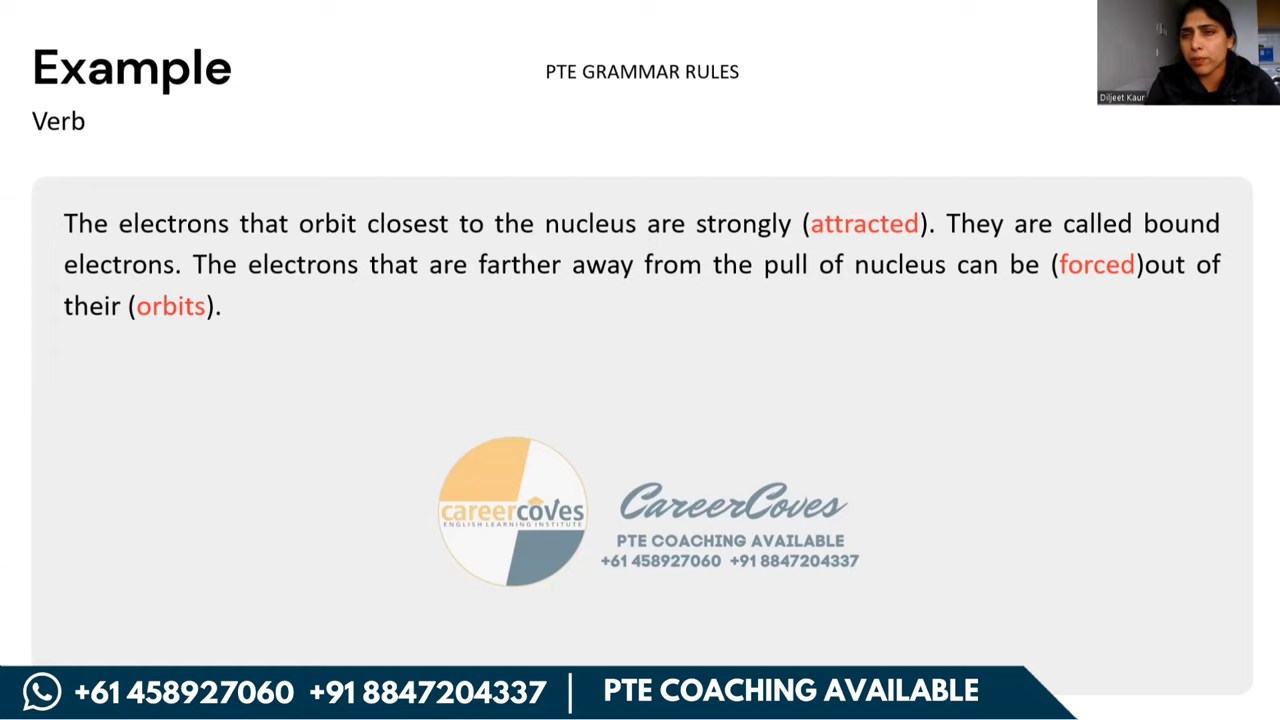 Example
PTE GRAMMAR RULES
Diljeet Kaur
Verb
The electrons that orbit closest to the nucleus are strongly (attracted). They are called bound
electrons. The electrons that are farther away from the pull of nucleus can be (forced)out of
their (orbits).
careercoves
ENGLISH LEARNING INSTITUTE
CareerCoves
PTE COACHING AVAILABLE
+61 458927060 +91 8847204337
+61 458927060 +91 8847204337 | PTE COACHING AVAILABLE